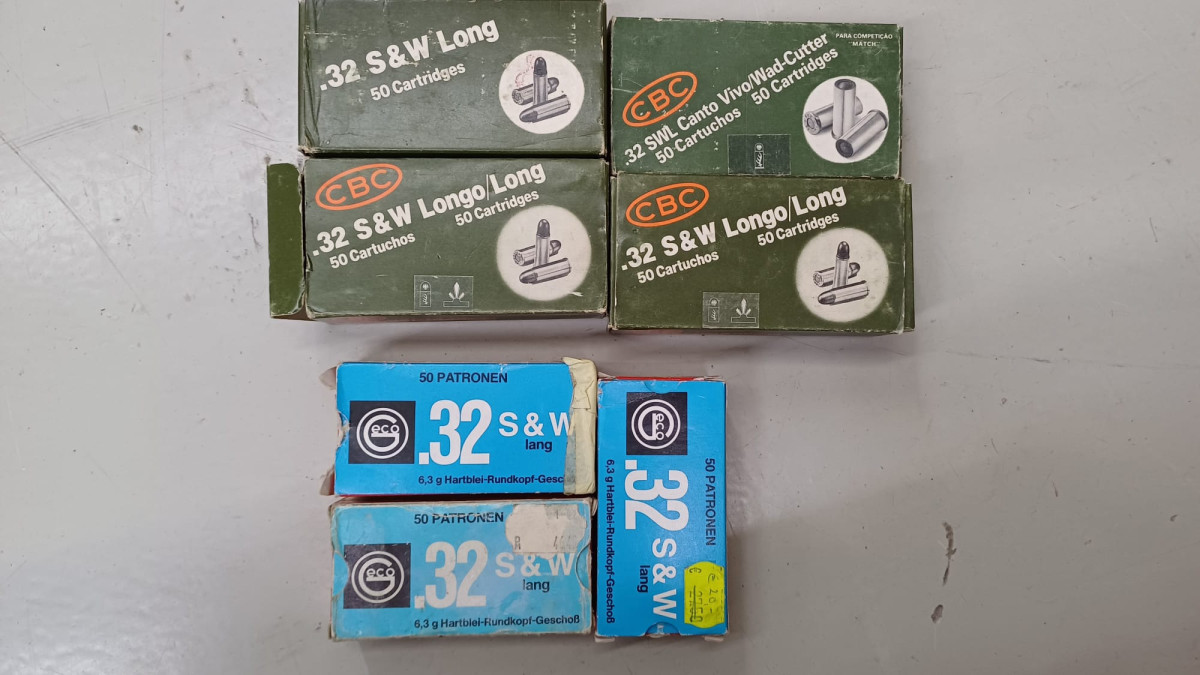 .32 S&W Long
50 Cartridges
PARA COMPETIÇÃO
"MATCH"
CBC
.32 SWL Canto Vivo/Wad-Cutter
50 Cartuchos
50 Cartridges
CBC
.32 S&W Longo/Long
50 Cartuchos
50 Cartridges
CBC
.32 S&W Longo/Long
50 Cartuchos
50 Cartridges
50 PATRONEN
Geco
.32 S&W
lang
6,3 g Hartblei-Rundkopf-Gesc
50 PATRONEN
Geco
.32 S&W
lang
6,3 g Hartblei-Rundkopf-Geschoß
R
50 PATRONEN
Geco
.32 S&W
lang
6,3 g Hartblei-Rundkopf-Geschoß